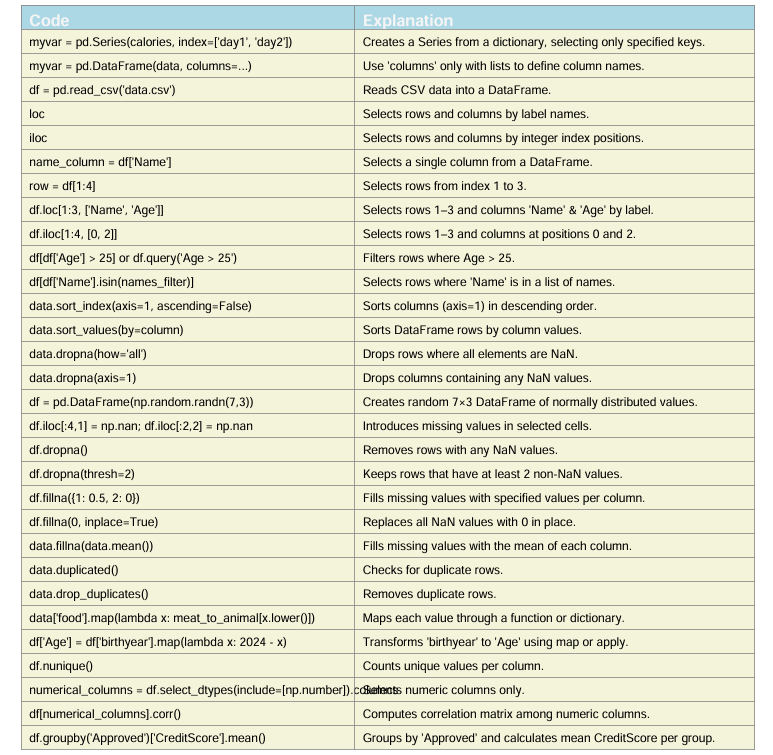 Code Explanation
myvar = pd.Series(calories, index=['day1', 'day2']) Creates a Series from a dictionary, selecting only specified keys.
myvar = pd.DataFrame(data, columns=...) Use 'columns' only with lists to define column names.
df = pd.read_csv('data.csv') Reads CSV data into a DataFrame.
loc Selects rows and columns by label names.
iloc Selects rows and columns by integer index positions.
name_column = df['Name'] Selects a single column from a DataFrame.
row = df[1:4] Selects rows from index 1 to 3.
df.loc[1:3, ['Name', 'Age']] Selects rows 1–3 and columns 'Name' & 'Age' by label.
df.iloc[1:4, [0, 2]] Selects rows 1–3 and columns at positions 0 and 2.
df[df['Age'] > 25] or df.query('Age > 25') Filters rows where Age > 25.
df[df['Name'].isin(names_filter)] Selects rows where 'Name' is in a list of names.
data.sort_index(axis=1, ascending=False) Sorts columns (axis=1) in descending order.
data.sort_values(by=column) Sorts DataFrame rows by column values.
data.dropna(how='all') Drops rows where all elements are NaN.
data.dropna(axis=1) Drops columns containing any NaN values.
df = pd.DataFrame(np.random.randn(7,3)) Creates random 7×3 DataFrame of normally distributed values.
df.iloc[:4,1] = np.nan; df.iloc[:2,2] = np.nan Introduces missing values in selected cells.
df.dropna() Removes rows with any NaN values.
df.dropna(thresh=2) Keeps rows that have at least 2 non-NaN values.
df.fillna({1: 0.5, 2: 0}) Fills missing values with specified values per column.
df.fillna(0, inplace=True) Replaces all NaN values with 0 in place.
data.fillna(data.mean()) Fills missing values with the mean of each column.
data.duplicated() Checks for duplicate rows.
data.drop_duplicates() Removes duplicate rows.
data['food'].map(lambda x: meat_to_animal[x.lower()]) Maps each value through a function or dictionary.
df['Age'] = df['birthyear'].map(lambda x: 2024 - x) Transforms 'birthyear' to 'Age' using map or apply.
df.nunique() Counts unique values per column.
numerical_columns = df.select_dtypes(include=[np.number]).columns Selects numeric columns only.
df[numerical_columns].corr() Computes correlation matrix among numeric columns.
df.groupby('Approved')['CreditScore'].mean() Groups by 'Approved' and calculates mean CreditScore per group.